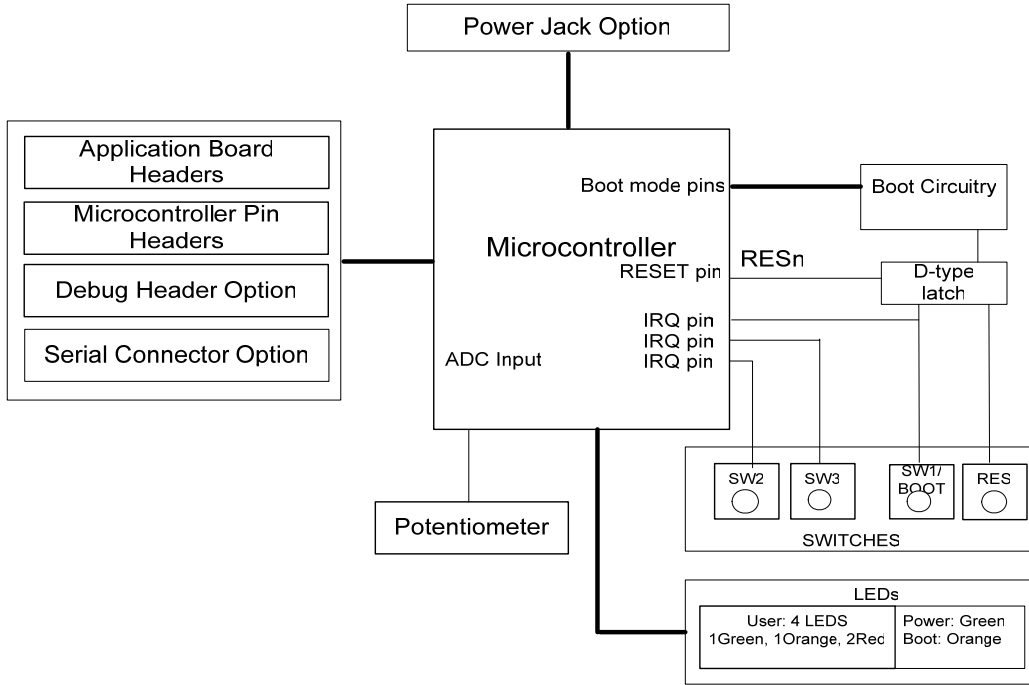 Power Jack Option
Application Board
Headers
Microcontroller Pin
Headers
Debug Header Option
Serial Connector Option
Boot mode pins
Microcontroller
RESET pin
IRQ pin
IRQ pin
IRQ pin
ADC Input
RESn
Boot Circuitry
D-type
latch
Potentiometer
SW2
SW3
SW1/
BOOT
RES
SWITCHES
LEDs
User: 4 LEDS
1Green, 1Orange, 2Red
Power: Green
Boot: Orange